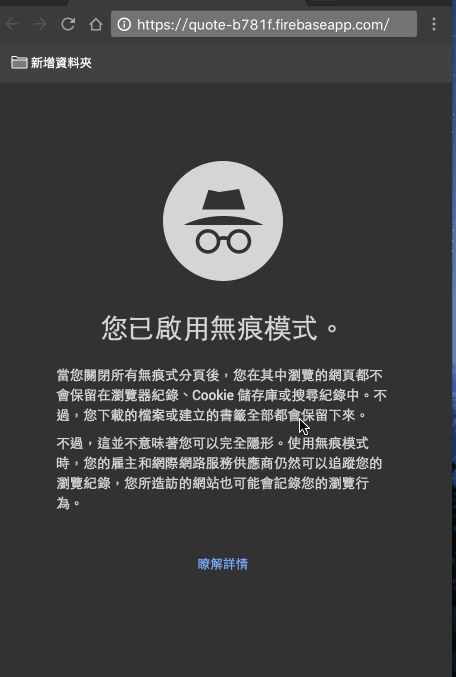 https://quote-b781f.firebaseapp.com/
新增資料夾
您已啟用無痕模式。
當您關閉所有無痕式分頁後，您在其中瀏覽的網頁都不
會保留在瀏覽器紀錄、Cookie 儲存庫或搜尋紀錄中。不
過，您下載的檔案或建立的書籤全部都會保留下來。
不過，這並不意味著您可以完全隱形。使用無痕模式
時，您的雇主和網際網路服務供應商仍然可以追蹤您的
瀏覽紀錄，您所造訪的網站也可能會記錄您的瀏覽行
為。
瞭解詳情